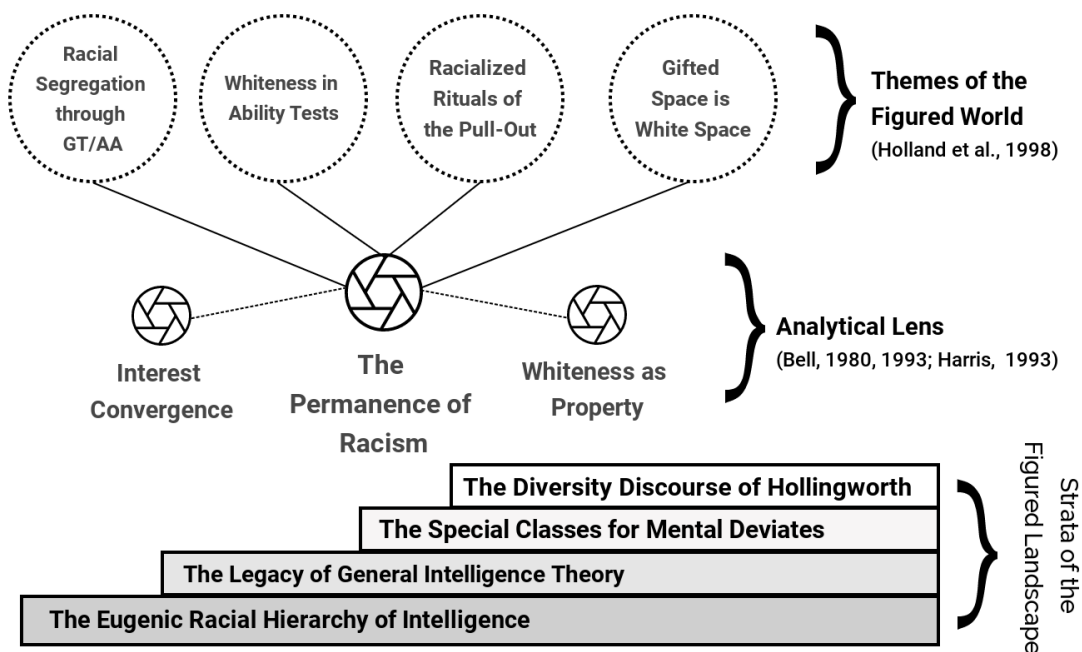 Racial
Segregation
through
GT/AA
Whiteness in
Ability Tests
Racialized
Rituals of
the Pull-Out
Gifted
Space is
White Space
Themes of the
Figured World
(Holland et al., 1998)
Interest
Convergence
The
Permanence of
Racism
Whiteness as
Property
Analytical Lens
(Bell, 1980, 1993; Harris, 1993)
The Diversity Discourse of Hollingworth
The Special Classes for Mental Deviates
The Legacy of General Intelligence Theory
The Eugenic Racial Hierarchy of Intelligence
Strata of the
Figured Landscape